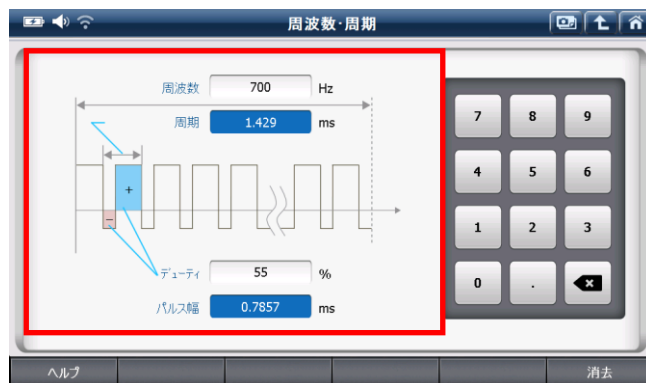 周波数・周期
周波数 700 Hz
周期 1.429 ms
+
−
デューティ 55 %
パルス幅 0.7857 ms
7 8 9
4 5 6
1 2 3
0 .
ヘルプ 消去